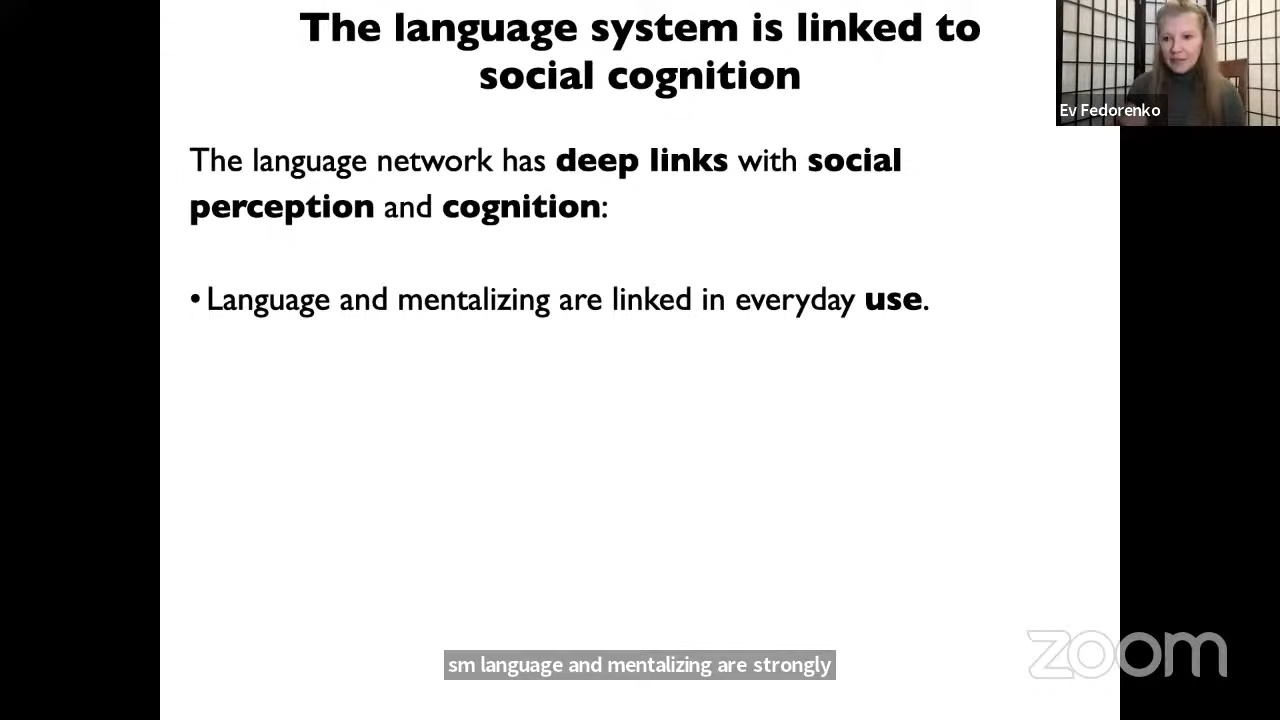 The language system is linked to
social cognition
Ev Fedorenko
The language network has deep links with social
perception and cognition:
• Language and mentalizing are linked in everyday use.
zoom
sm language and mentalizing are strongly